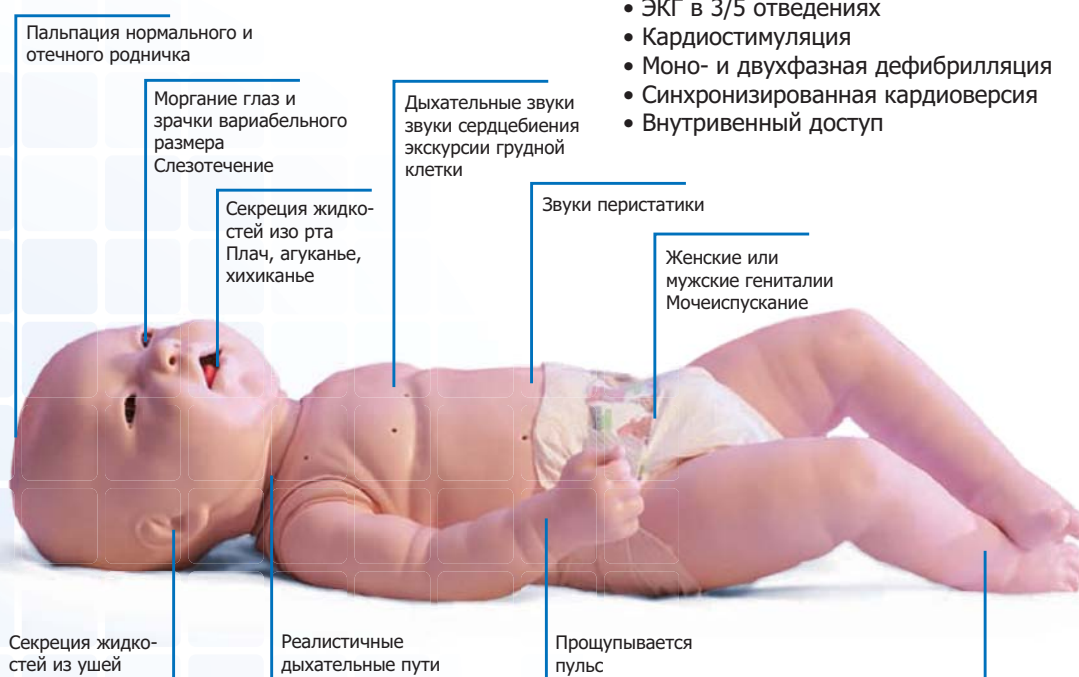 • ЭКГ в 3/5 отведениях
• Кардиостимуляция
• Моно- и двухфазная дефибрилляция
• Синхронизированная кардиоверсия
• Внутривенный доступ
Пальпация нормального и
отечного родничка
Моргание глаз и
зрачки вариабельного
размера
Слезотечение
Секреция жидко-
стей изо рта
Плач, агуканье,
хихиканье
Дыхательные звуки
звуки сердцебиения
экскурсии грудной
клетки
Звуки перистатики
Женские или
мужские гениталии
Мочеиспускание
Секреция жидко-
стей из ушей
Реалистичные
дыхательные пути
Прощупывается
пульс